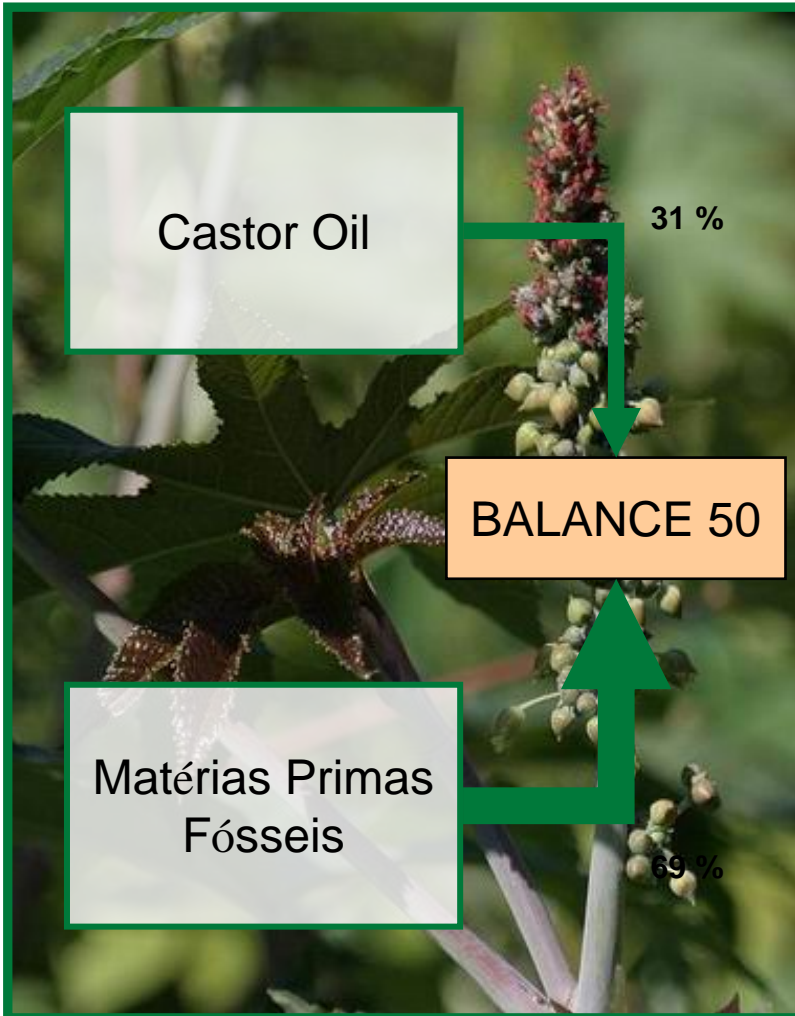 Castor Oil
31 %
BALANCE 50
Matérias Primas
Fósseis
69 %